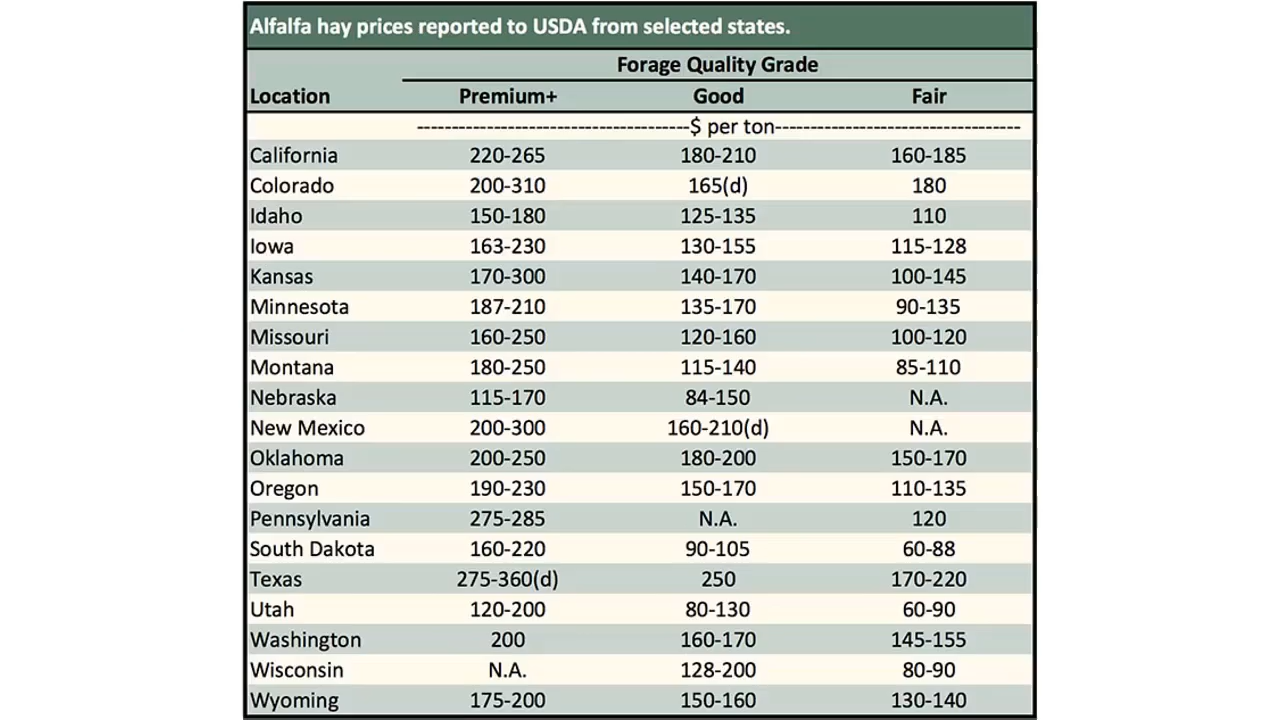 Alfalfa hay prices reported to USDA from selected states.
Forage Quality Grade
Location Premium+ Good Fair
---------------------------------------$ per ton-----------------------------------
California 220-265 180-210 160-185
Colorado 200-310 165(d) 180
Idaho 150-180 125-135 110
Iowa 163-230 130-155 115-128
Kansas 170-300 140-170 100-145
Minnesota 187-210 135-170 90-135
Missouri 160-250 120-160 100-120
Montana 180-250 115-140 85-110
Nebraska 115-170 84-150 N.A.
New Mexico 200-300 160-210(d) N.A.
Oklahoma 200-250 180-200 150-170
Oregon 190-230 150-170 110-135
Pennsylvania 275-285 N.A. 120
South Dakota 160-220 90-105 60-88
Texas 275-360(d) 250 170-220
Utah 120-200 80-130 60-90
Washington 200 160-170 145-155
Wisconsin N.A. 128-200 80-90
Wyoming 175-200 150-160 130-140